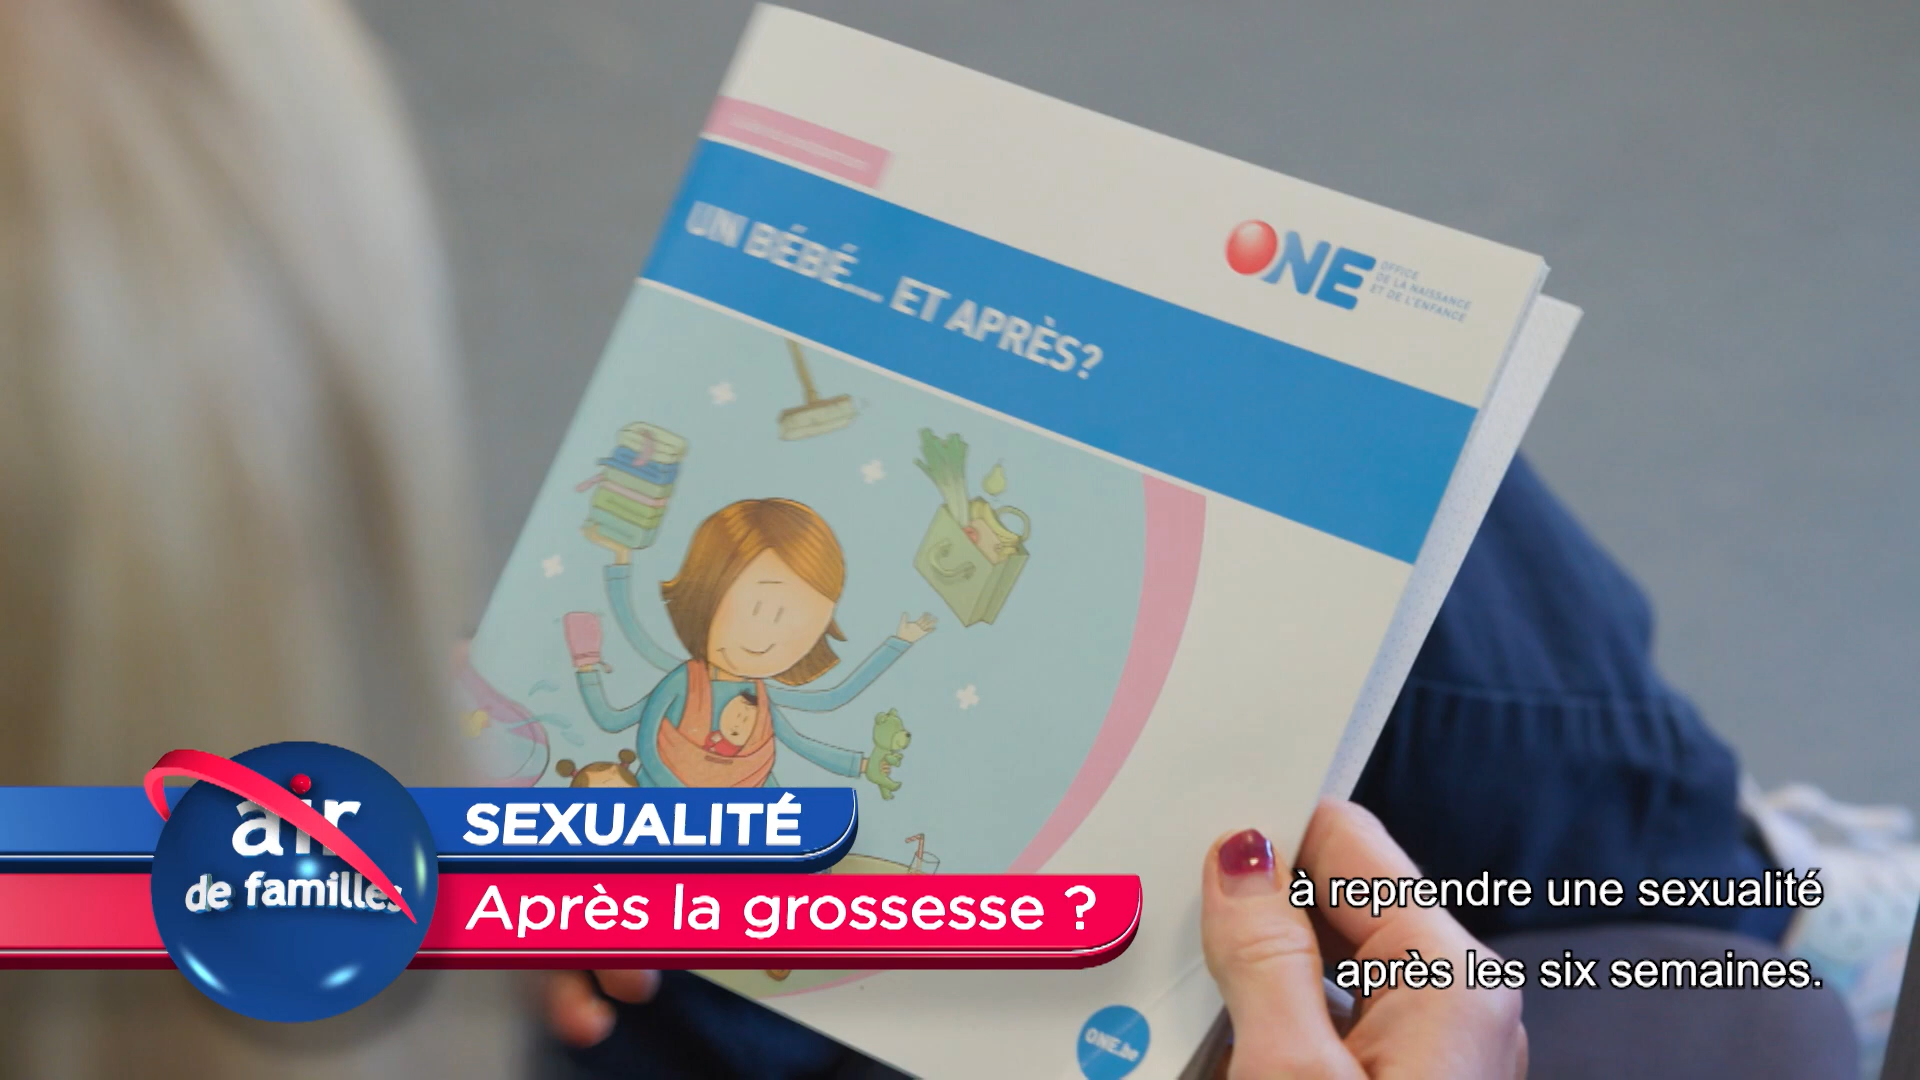 UN BÉBÉ... ET APRÈS?
ONE
OFFICE
DE LA NAISSANCE
ET DE L'ENFANCE
air
de familles
SEXUALITÉ
Après la grossesse ?
à reprendre une sexualité
après les six semaines.
ONE.be